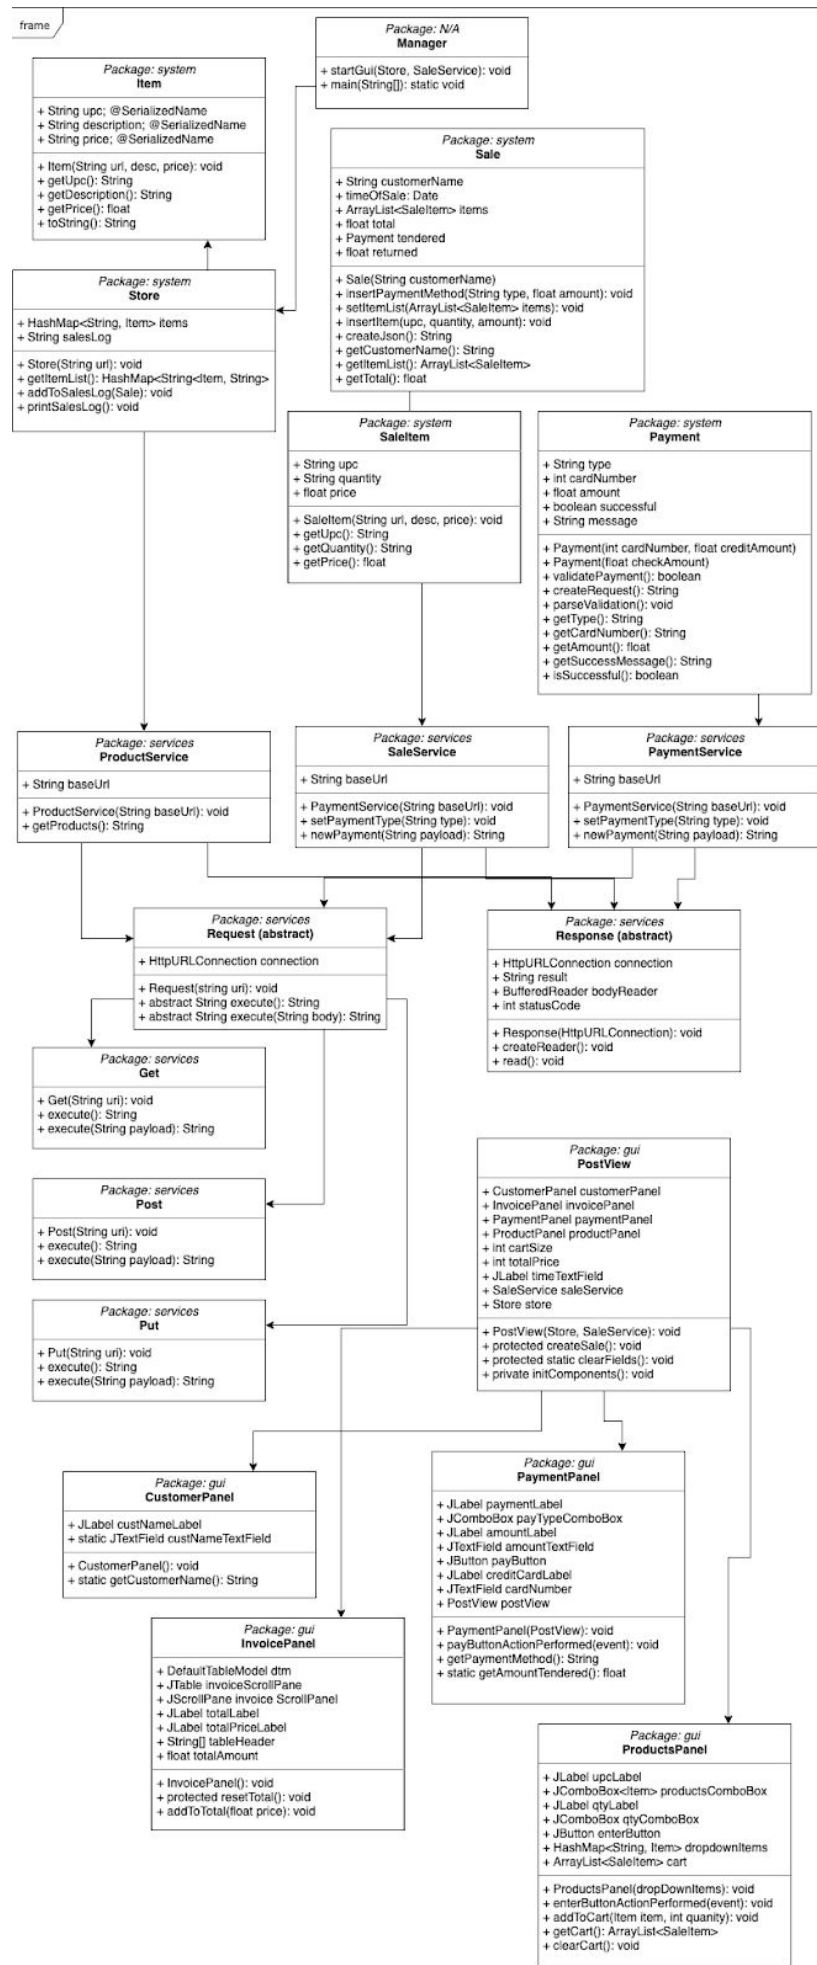 frame
Package: N/A
Manager
+ startGui(Store, SaleService): void
+ main(String[]): static void
Package: system
Item
+ String upc; @SerializedName
+ String description; @SerializedName
+ String price; @SerializedName
+ Item(String url, desc, price): void
+ getUpc(): String
+ getDescription(): String
+ getPrice(): float
+ toString(): String
Package: system
Sale
+ String customerName
+ timeOfSale: Date
+ ArrayList<SaleItem> items
+ float total
+ Payment tendered
+ float returned
+ Sale(String customerName)
+ insertPaymentMethod(String type, float amount): void
+ setItemList(ArrayList<SaleItem> items): void
+ insertItem(upc, quantity, amount): void
+ createJson(): String
+ getCustomerName(): String
+ getItemList(): ArrayList<SaleItem>
+ getTotal(): float
Package: system
Store
+ HashMap<String, Item> items
+ String salesLog
+ Store(String url): void
+ getItemList(): HashMap<String<Item, String>
+ addToSalesLog(Sale): void
+ printSalesLog(): void
Package: system
SaleItem
+ String upc
+ String quantity
+ float price
+ SaleItem(String url, desc, price): void
+ getUpc(): String
+ getQuantity(): String
+ getPrice(): float
Package: system
Payment
+ String type
+ int cardNumber
+ float amount
+ boolean successful
+ String message
+ Payment(int cardNumber, float creditAmount)
+ Payment(float checkAmount)
+ validatePayment(): boolean
+ createRequest(): String
+ parseValidation(): void
+ getType(): String
+ getCardNumber(): String
+ getAmount(): float
+ getSuccessMessage(): String
+ isSuccessful(): boolean
Package: services
ProductService
+ String baseUrl
+ ProductService(String baseUrl): void
+ getProducts(): String
Package: services
SaleService
+ String baseUrl
+ PaymentService(String baseUrl): void
+ setPaymentType(String type): void
+ newPayment(String payload): String
Package: services
PaymentService
+ String baseUrl
+ PaymentService(String baseUrl): void
+ setPaymentType(String type): void
+ newPayment(String payload): String
Package: services
Request (abstract)
+ HttpURLConnection connection
+ Request(string uri): void
+ abstract String execute(): String
+ abstract String execute(String body): String
Package: services
Response (abstract)
+ HttpURLConnection connection
+ String result
+ BufferedReader bodyReader
+ int statusCode
+ Response(HttpURLConnection): void
+ createReader(): void
+ read(): void
Package: services
Get
+ Get(String uri): void
+ execute(): String
+ execute(String payload): String
Package: services
Post
+ Post(String uri): void
+ execute(): String
+ execute(String payload): String
Package: services
Put
+ Put(String uri): void
+ execute(): String
+ execute(String payload): String
Package: gui
PostView
+ CustomerPanel customerPanel
+ InvoicePanel invoicePanel
+ PaymentPanel paymentPanel
+ ProductPanel productPanel
+ int cartSize
+ int totalPrice
+ JLabel timeTextField
+ SaleService saleService
+ Store store
+ PostView(Store, SaleService): void
+ protected createSale(): void
+ protected static clearFields(): void
+ private initComponents(): void
Package: gui
CustomerPanel
+ JLabel custNameLabel
+ static JTextField custNameTextField
+ CustomerPanel(): void
+ static getCustomerName(): String
Package: gui
PaymentPanel
+ JLabel paymentLabel
+ JComboBox payTypeComboBox
+ JLabel amountLabel
+ JTextField amountTextField
+ JButton payButton
+ JLabel creditCardLabel
+ JTextField cardNumber
+ PostView postView
+ PaymentPanel(PostView): void
+ payButtonActionPerformed(event): void
+ getPaymentMethod(): String
+ static getAmountTendered(): float
Package: gui
InvoicePanel
+ DefaultTableModel dtm
+ JTable invoiceScrollPane
+ JScrollPane invoice ScrollPanel
+ JLabel totalLabel
+ JLabel totalPriceLabel
+ String[] tableHeader
+ float totalAmount
+ InvoicePanel(): void
+ protected resetTotal(): void
+ addToTotal(float price): void
Package: gui
ProductsPanel
+ JLabel upcLabel
+ JComboBox<Item> productsComboBox
+ JLabel qtyLabel
+ JComboBox qtyComboBox
+ JButton enterButton
+ HashMap<String, Item> dropdownItems
+ ArrayList<SaleItem> cart
+ ProductsPanel(dropDownItems): void
+ enterButtonActionPerformed(event): void
+ addToCart(Item item, int quanity): void
+ getCart(): ArrayList<SaleItem>
+ clearCart(): void